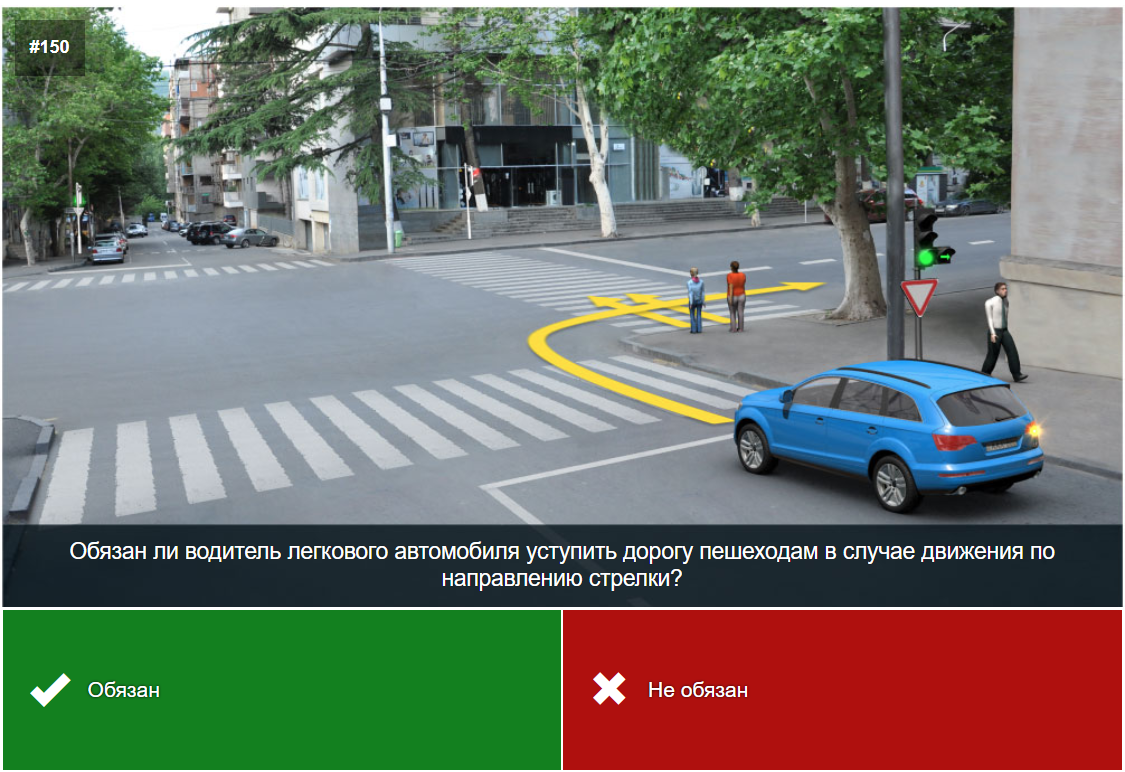 #150
Обязан ли водитель легкового автомобиля уступить дорогу пешеходам в случае движения по
направлению стрелки?
Обязан
Не обязан